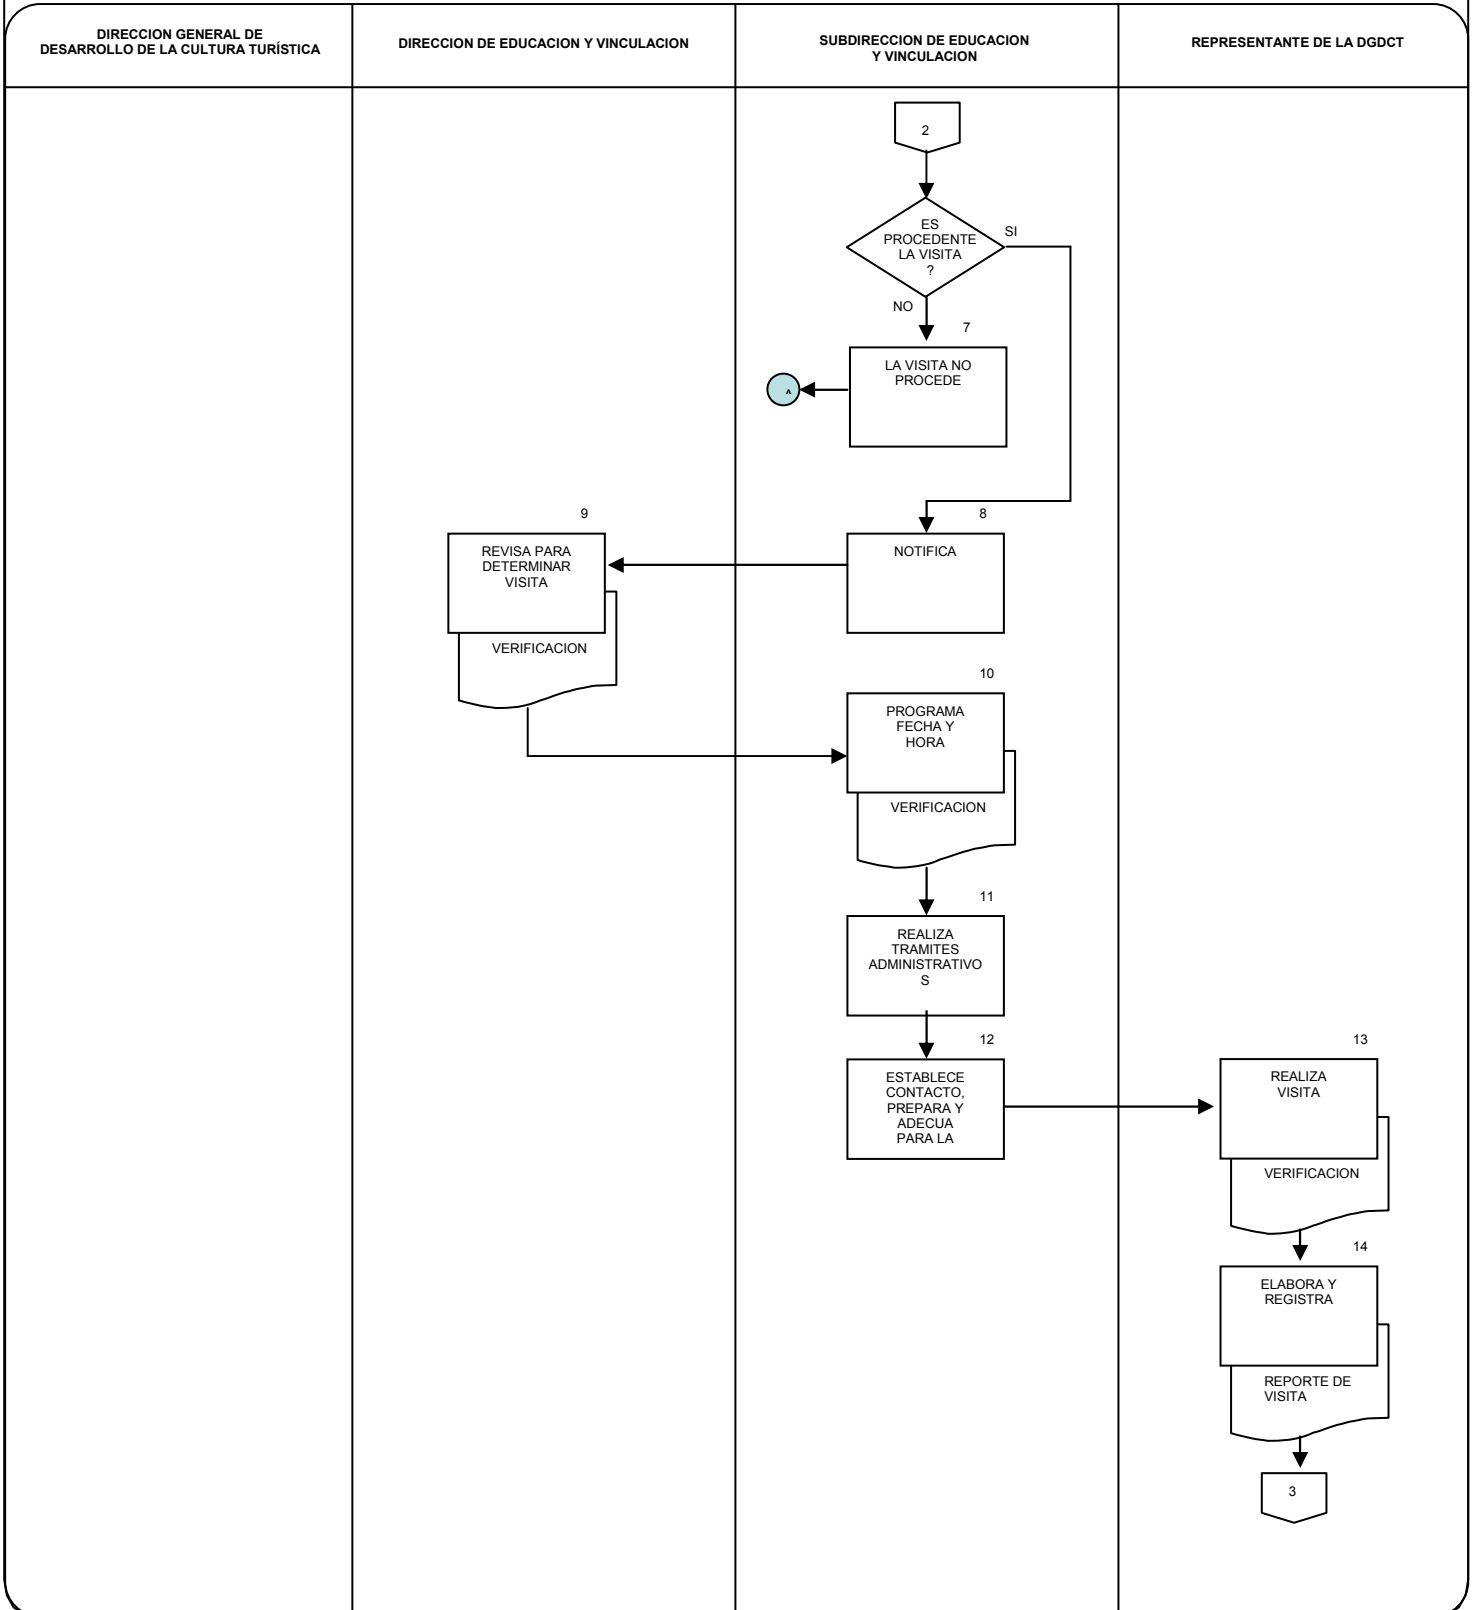 DIRECCION GENERAL DE
DESARROLLO DE LA CULTURA TURÍSTICA
DIRECCION DE EDUCACION Y VINCULACION
SUBDIRECCION DE EDUCACION
Y VINCULACION
REPRESENTANTE DE LA DGDCT
2
ES
PROCEDENTE
LA VISITA
?
SI
NO
7
LA VISITA NO
PROCEDE
8
NOTIFICA
9
REVISA PARA
DETERMINAR
VISITA
VERIFICACION
10
PROGRAMA
FECHA Y
HORA
VERIFICACION
11
REALIZA
TRAMITES
ADMINISTRATIVO
S
12
ESTABLECE
CONTACTO,
PREPARA Y
ADECUA
PARA LA
13
REALIZA
VISITA
VERIFICACION
14
ELABORA Y
REGISTRA
REPORTE DE
VISITA
3